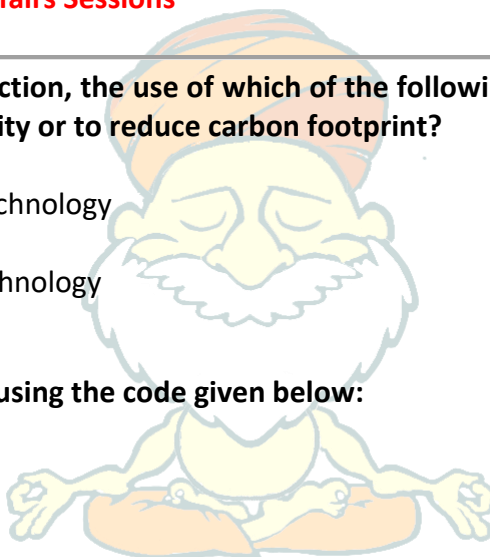 Sessions
ction, the use of which of the followi
ity or to reduce carbon footprint?
chnology
hnology
using the code given below: